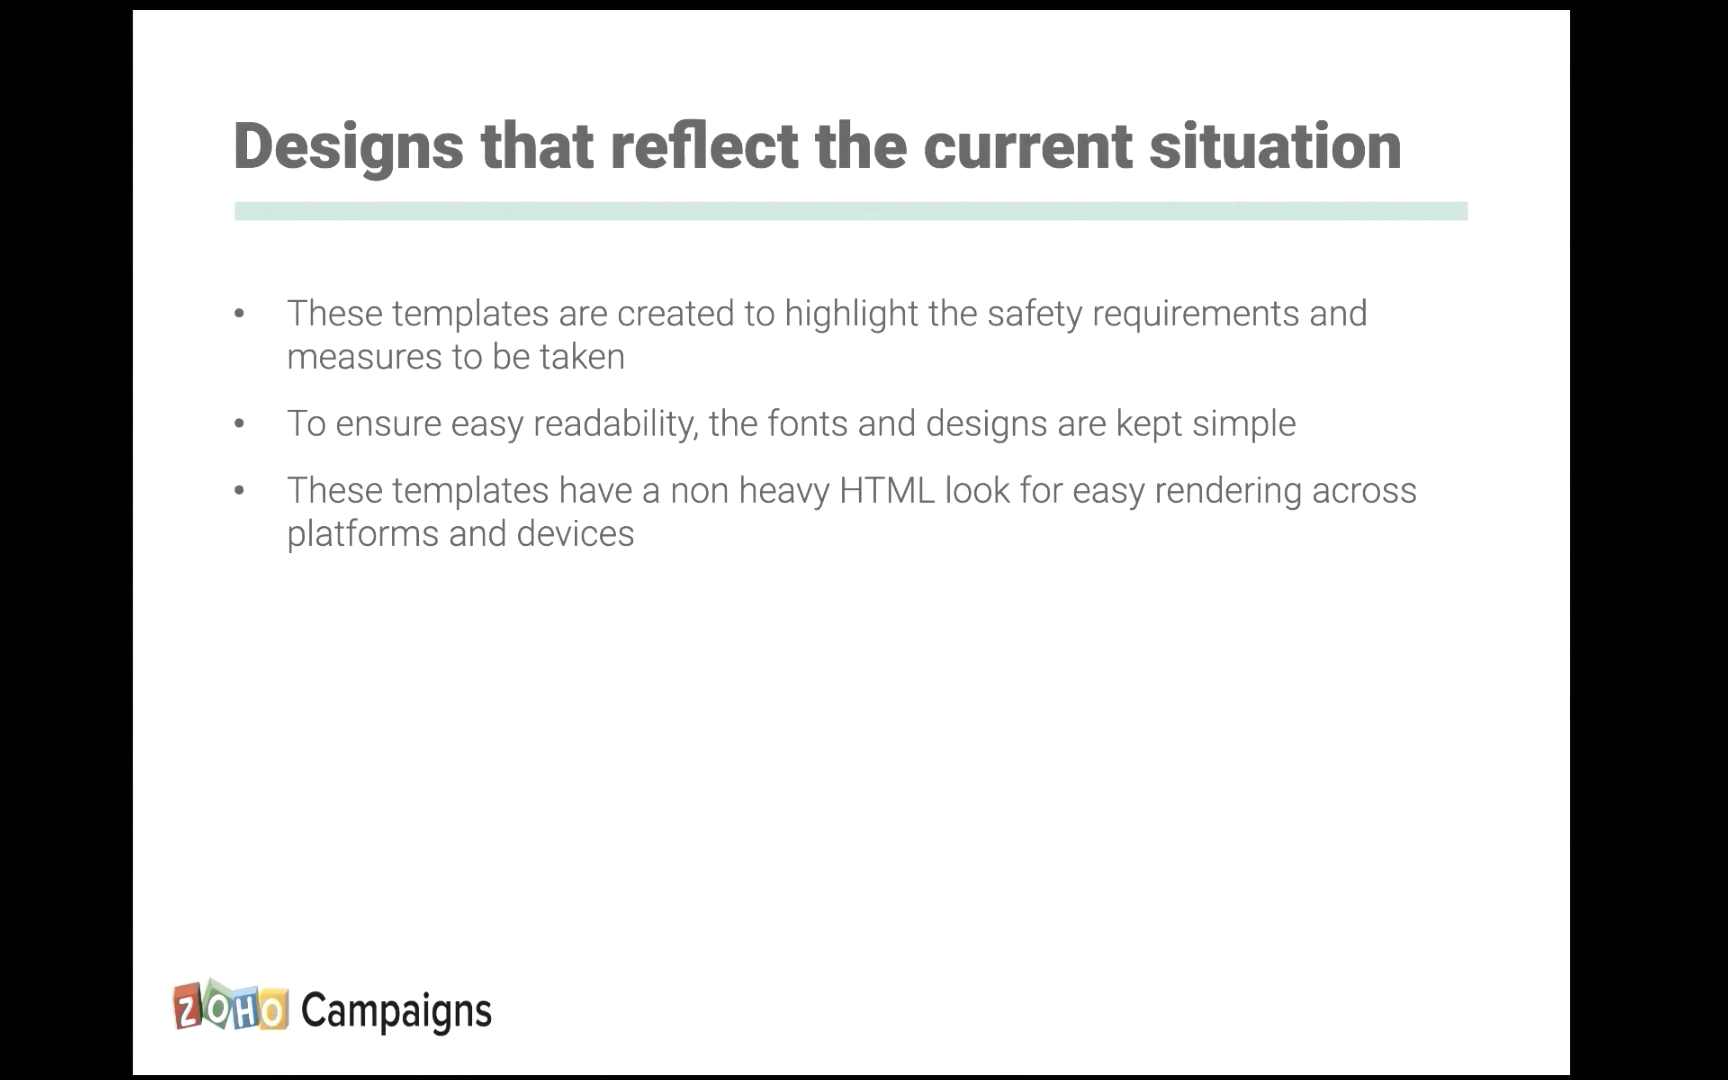 Designs that reflect the current situation
• These templates are created to highlight the safety requirements and
measures to be taken
• To ensure easy readability, the fonts and designs are kept simple
• These templates have a non heavy HTML look for easy rendering across
platforms and devices
ZOHO Campaigns